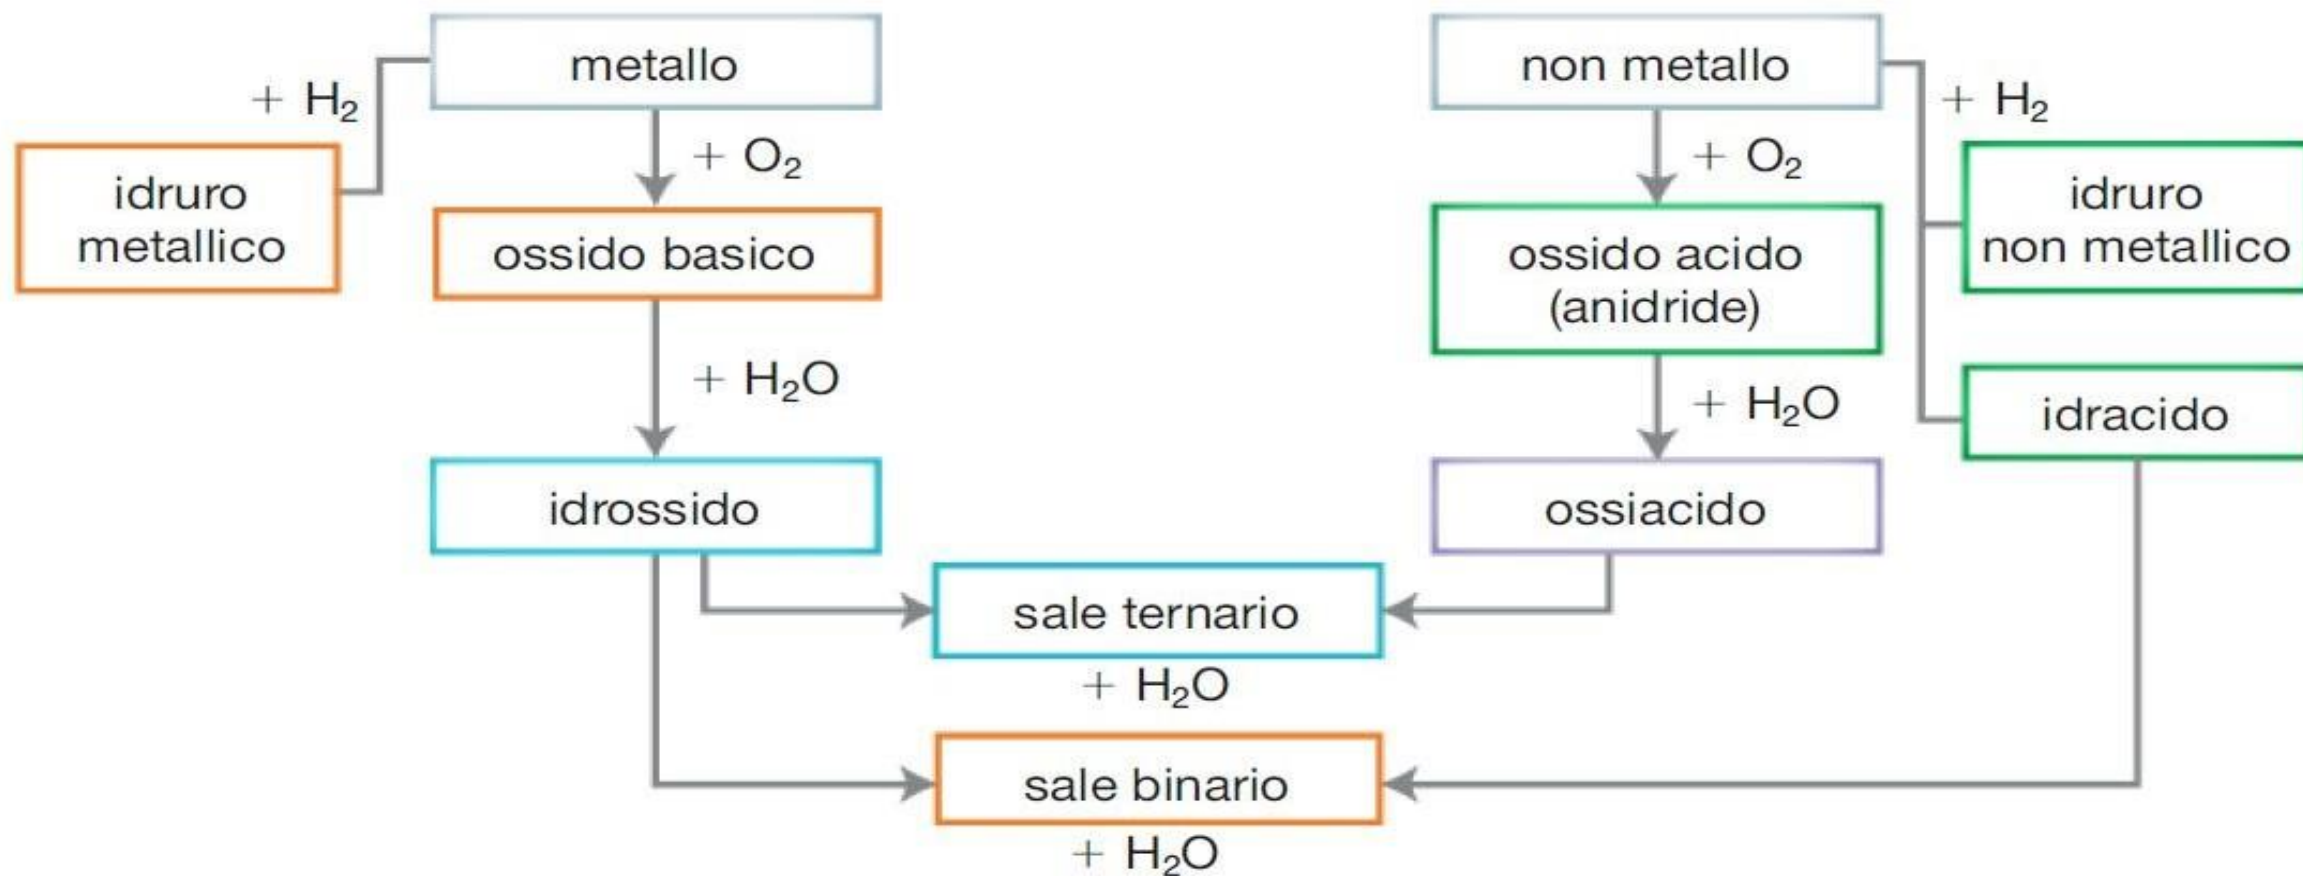 metallo
non metallo
+ H₂
+ H₂
+ O₂
+ O₂
idruro
metallico
ossido basico
ossido acido
(anidride)
idruro
non metallico
+ H₂O
+ H₂O
idracido
idrossido
ossiacido
sale ternario
+ H₂O
sale binario
+ H₂O